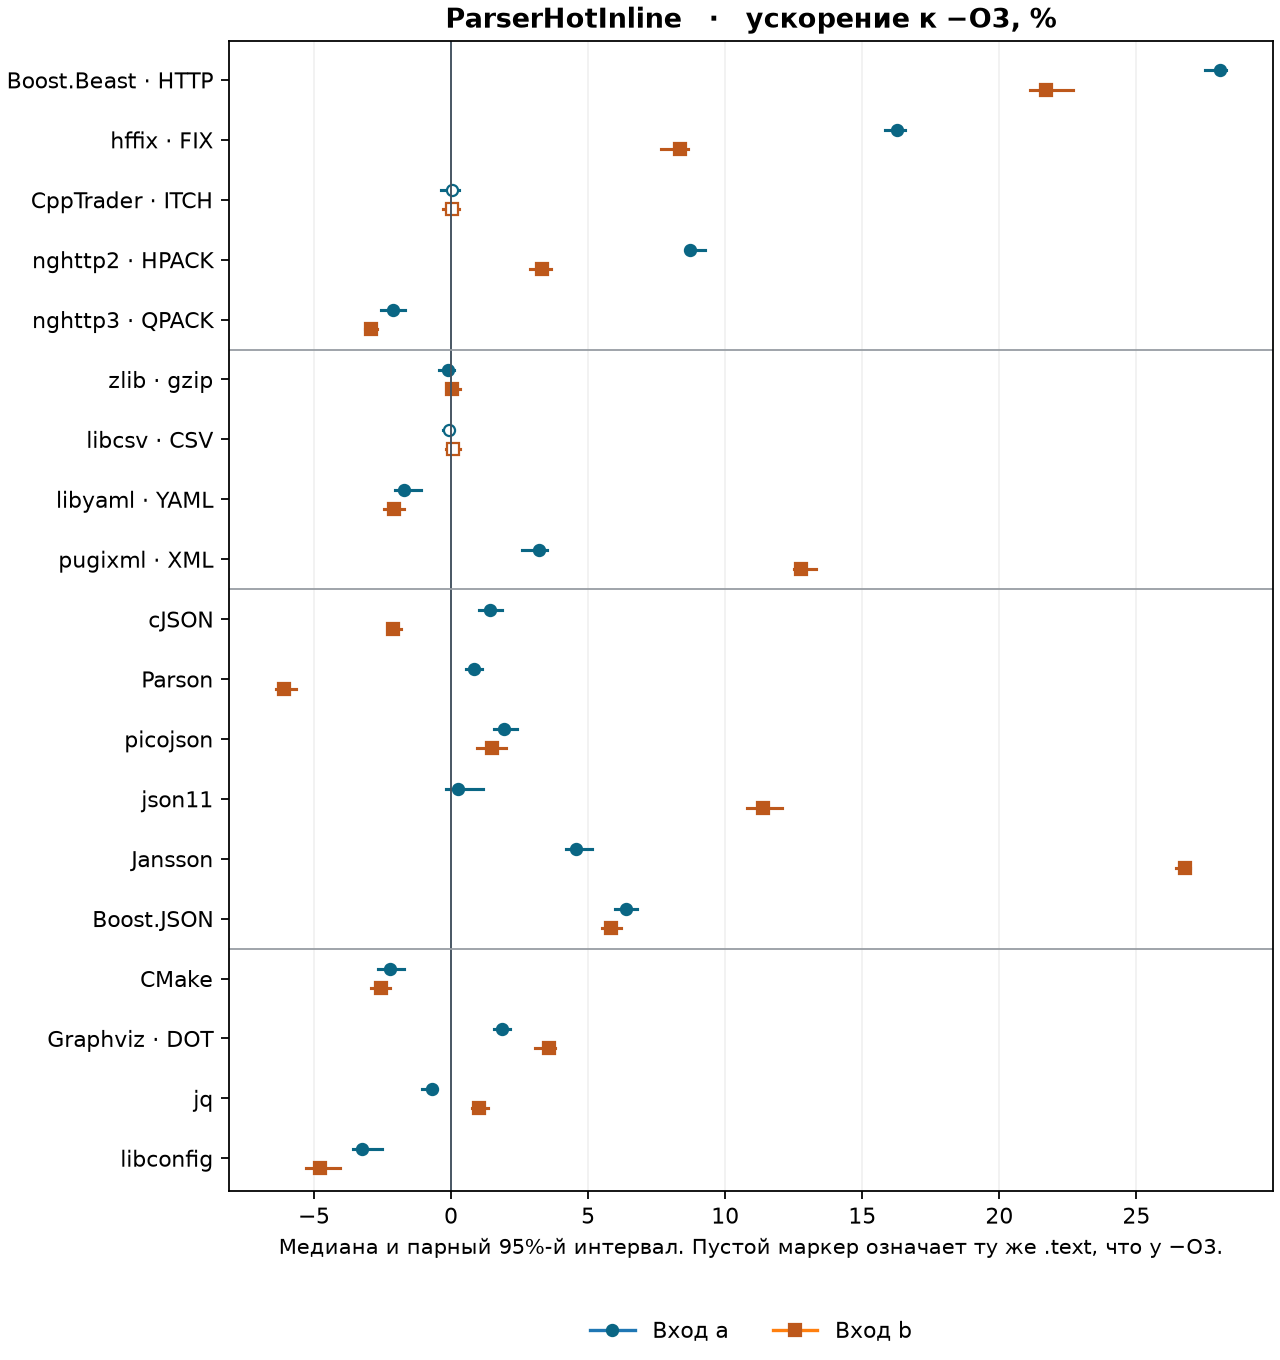 ParserHotInline · ускорение к −O3, %
Boost.Beast · HTTP
hffix · FIX
CppTrader · ITCH
nghttp2 · HPACK
nghttp3 · QPACK
zlib · gzip
libcsv · CSV
libyaml · YAML
pugixml · XML
cJSON
Parson
picojson
json11
Jansson
Boost.JSON
CMake
Graphviz · DOT
jq
libconfig
−5 0 5 10 15 20 25
Медиана и парный 95%-й интервал. Пустой маркер означает ту же .text, что у −O3.
Вход a Вход b